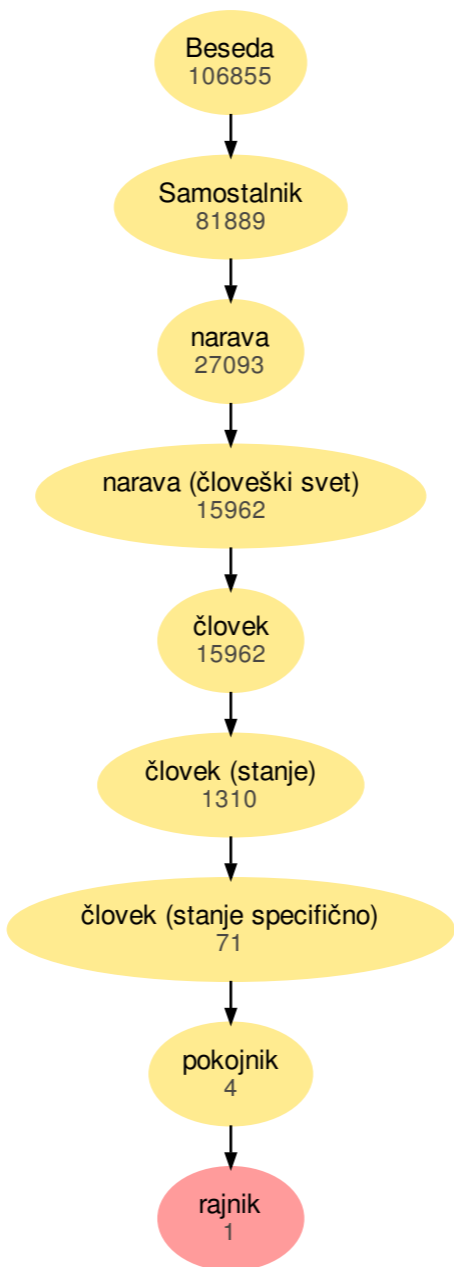 Beseda
106855
Samostalnik
81889
narava
27093
narava (človeški svet)
15962
človek
15962
človek (stanje)
1310
človek (stanje specifično)
71
pokojnik
4
rajnik
1